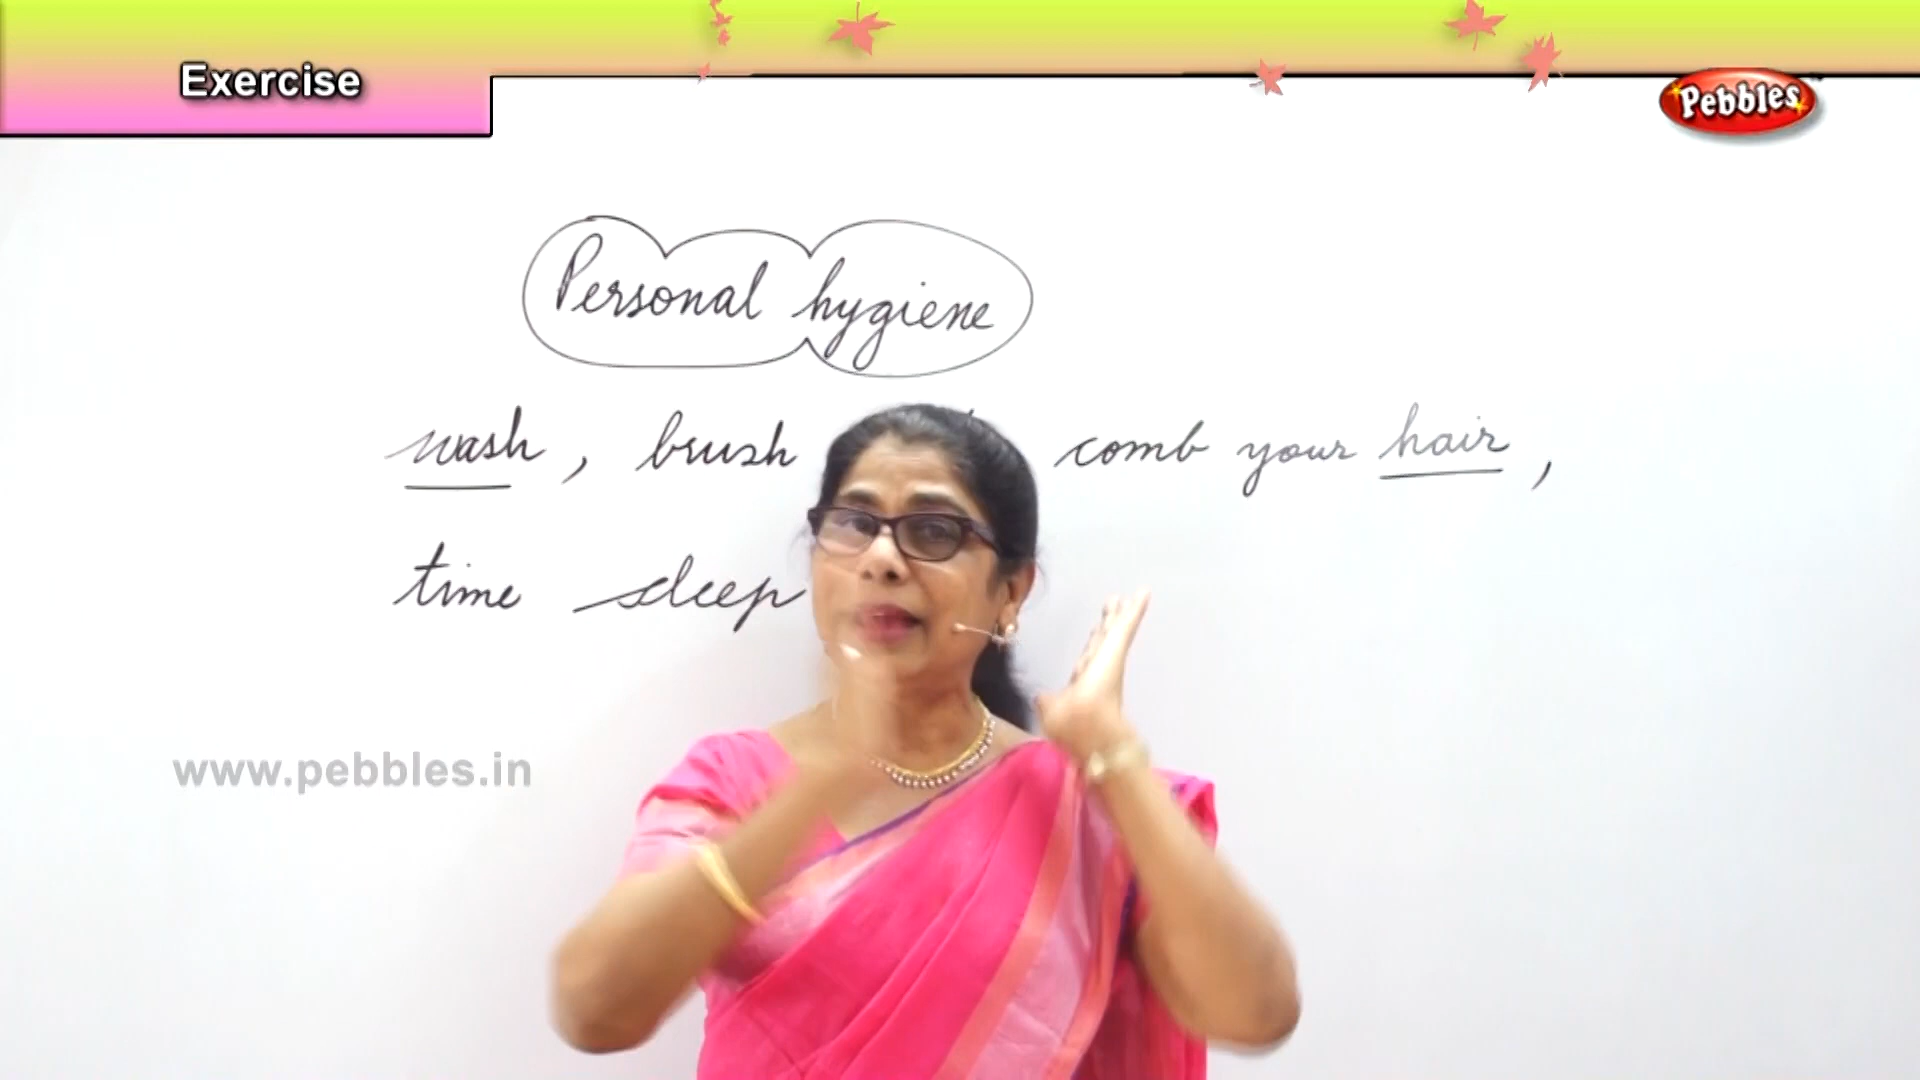 Exercise
Pebbles
Personal hygiene
wash, brush comb your hair,
time sleep
www.pebbles.in